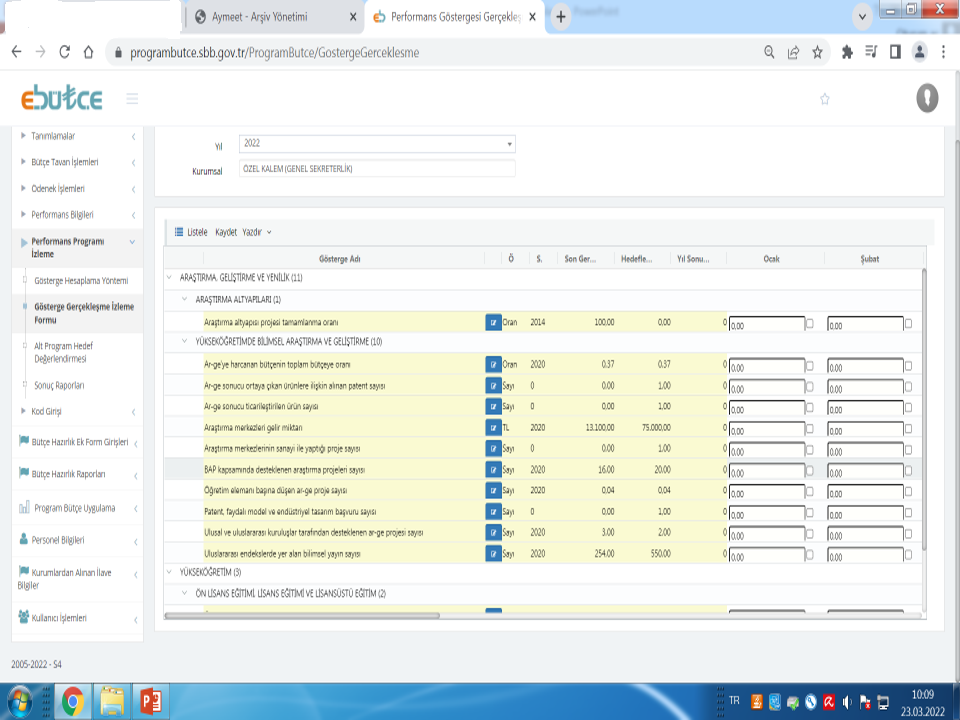 Aymeet - Arşiv Yönetimi
Performans Göstergesi Gerçekleş
programbutce.sbb.gov.tr/ProgramButce/GostergeGerceklesme
ebütçe
Tanımlamalar
Bütçe Tavan İşlemleri
Ödenek İşlemleri
Performans Bilgileri
Performans Programı
İzleme
Gösterge Hesaplama Yöntemi
Gösterge Gerçekleşme İzleme
Formu
Alt Program Hedef
Değerlendirmesi
Sonuç Raporları
Kod Girişi
Bütçe Hazırlık Ek Form Girişleri
Bütçe Hazırlık Raporları
Program Bütçe Uygulama
Personel Bilgileri
Kurumlardan Alınan İlave
Bilgiler
Kullanıcı İşlemleri
2005-2022 - S4
Yıl 2022
Kurumsal ÖZEL KALEM (GENEL SEKRETERLİK)
Listele Kaydet Yazdır
Gösterge Adı Ö S. Son Ger... Hedefle... Yıl Sonu... Ocak Şubat
ARAŞTIRMA, GELİŞTİRME VE YENİLİK (11)
ARAŞTIRMA ALTYAPILARI (1)
Araştırma altyapısı projesi tamamlanma oranı Oran 2014 100,00 0,00 0 0,00 0,00
YÜKSEKÖĞRETİMDE BİLİMSEL ARAŞTIRMA VE GELİŞTİRME (10)
Ar-ge'ye harcanan bütçenin toplam bütçeye oranı Oran 2020 0,37 0,37 0 0,00 0,00
Ar-ge sonucu ortaya çıkan ürünlere ilişkin alınan patent sayısı Sayı 0 0,00 1,00 0 0,00 0,00
Ar-ge sonucu ticarileştirilen ürün sayısı Sayı 0 0,00 1,00 0 0,00 0,00
Araştırma merkezleri gelir miktarı TL 2020 13.100,00 75.000,00 0 0,00 0,00
Araştırma merkezlerinin sanayi ile yaptığı proje sayısı Sayı 0 0,00 1,00 0 0,00 0,00
BAP kapsamında desteklenen araştırma projeleri sayısı Sayı 2020 16,00 20,00 0 0,00 0,00
Öğretim elemanı başına düşen ar-ge proje sayısı Sayı 2020 0,04 0,04 0 0,00 0,00
Patent, faydalı model ve endüstriyel tasarım başvuru sayısı Sayı 0 0,00 1,00 0 0,00 0,00
Ulusal ve uluslararası kuruluşlar tarafından desteklenen ar-ge projesi sayısı Sayı 2020 3,00 2,00 0 0,00 0,00
Uluslararası endekslerde yer alan bilimsel yayın sayısı Sayı 2020 254,00 550,00 0 0,00 0,00
YÜKSEKÖĞRETİM (3)
ÖN LİSANS EĞİTİMİ, LİSANS EĞİTİMİ VE LİSANSÜSTÜ EĞİTİM (2)
TR
10:09
23.03.2022